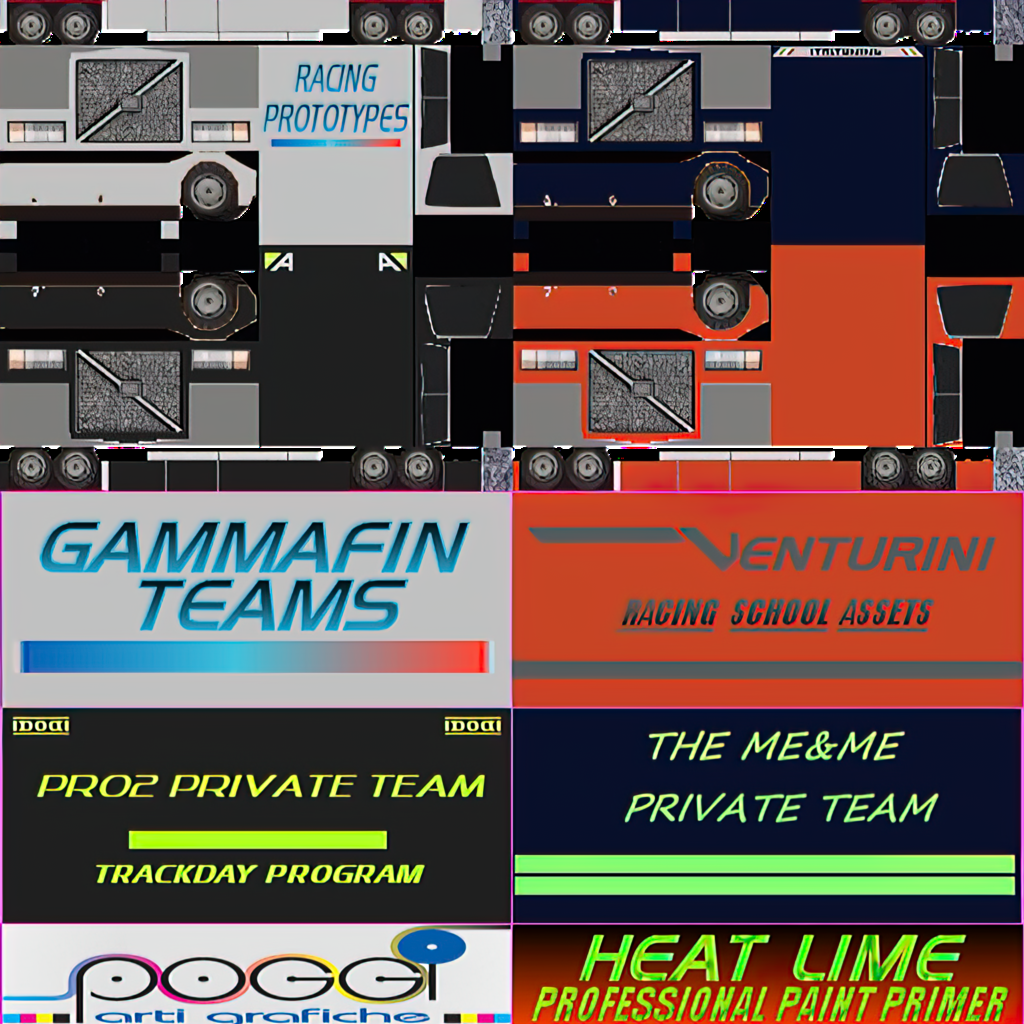 RACING
PROTOTYPES
GAMMAFIN
TEAMS
VENTURINI
RACING SCHOOL ASSETS
PRO2 PRIVATE TEAM
TRACKDAY PROGRAM
THE ME&ME
PRIVATE TEAM
POGGI
arti grafiche
HEAT LIME
PROFESSIONAL PAINT PRIMER